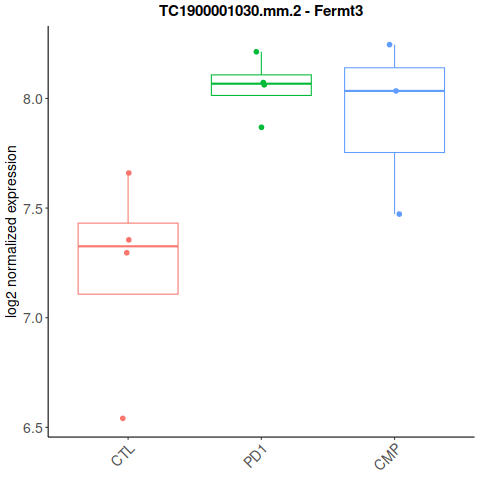 TC1900001030.mm.2 - Fermt3
log2 normalized expression
8.0
7.5
7.0
6.5
CTL
PD1
CMP